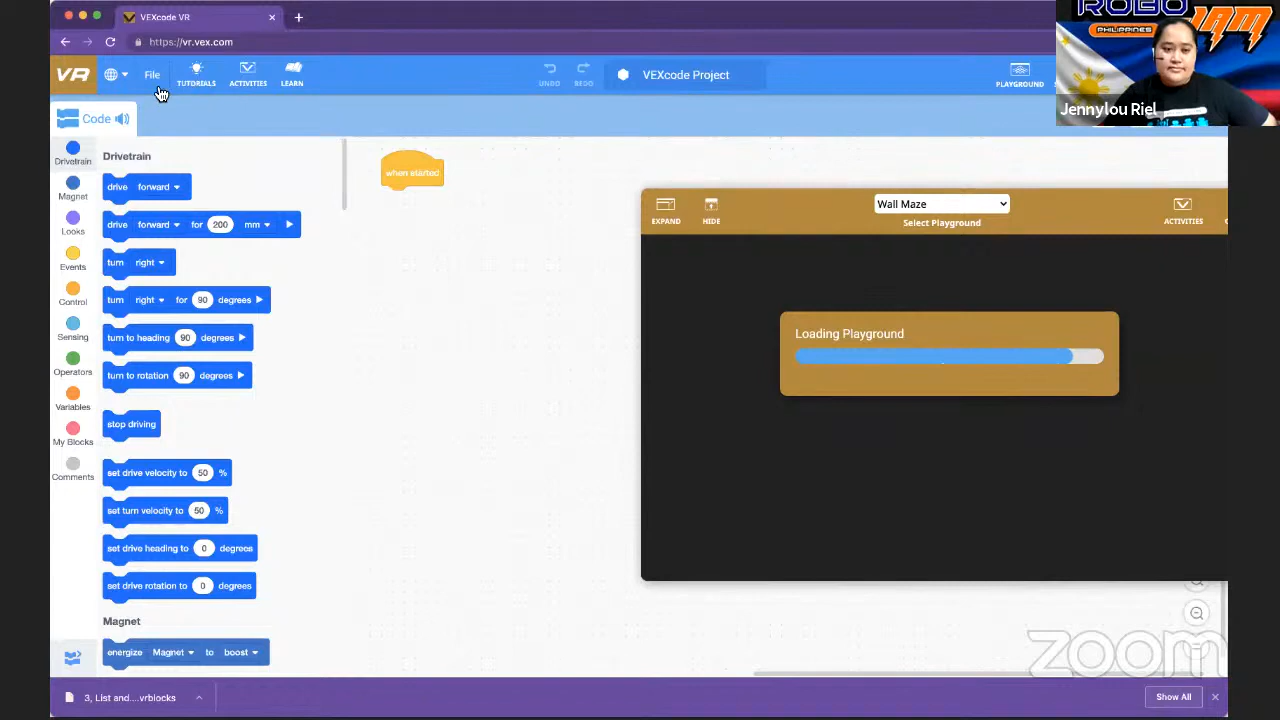 VEXcode VR
https://vr.vex.com
VR
File
TUTORIALS
ACTIVITIES
LEARN
UNDO
REDO
VEXcode Project
PLAYGROUND
PHILIPPINES
JAM
Jennylou Riel
Code
Drivetrain
Magnet
Looks
Events
Control
Sensing
Operators
Variables
My Blocks
Comments
Drivetrain
drive forward
drive forward for 200 mm
turn right
turn right for 90 degrees
turn to heading 90 degrees
turn to rotation 90 degrees
stop driving
set drive velocity to 50 %
set turn velocity to 50 %
set drive heading to 0 degrees
set drive rotation to 0 degrees
Magnet
energize Magnet to boost
when started
EXPAND
HIDE
Wall Maze
Select Playground
ACTIVITIES
Loading Playground
zoom
3, List and....vrblocks
Show All